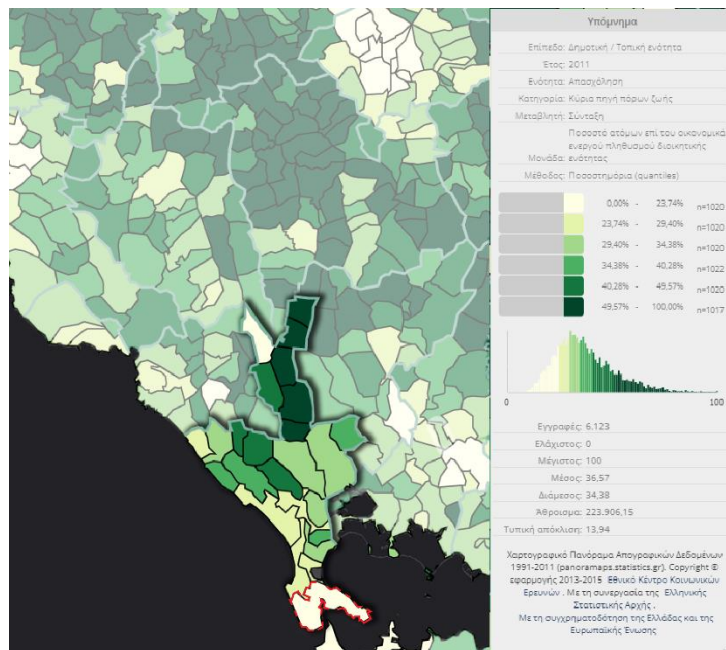 Υπόμνημα
Επίπεδο: Δημοτική / Τοπική ενότητα
Έτος: 2011
Ενότητα: Απασχόληση
Κατηγορία: Κύρια πηγή πόρων ζωής
Μεταβλητή: Σύνταξη
Ποσοστό ατόμων επί του οικονομικά
ενεργού πληθυσμού διοικητικής
Μονάδα: ενότητας
Μέθοδος: Ποσοστημόρια (quantiles)
0,00% - 23,74% n=1020
23,74% - 29,40% n=1020
29,40% - 34,38% n=1020
34,38% - 40,28% n=1022
40,28% - 49,57% n=1020
49,57% - 100,00% n=1017
0 100
Εγγραφές: 6.123
Ελάχιστος: 0
Μέγιστος: 100
Μέσος: 36,57
Διάμεσος: 34,38
Άθροισμα: 223.906,15
Τυπική απόκλιση: 13,94
Χαρτογραφικό Πανόραμα Απογραφικών Δεδομένων
1991-2011 (panoramaps.statistics.gr). Copyright ©
εφαρμογής 2013-2015 Εθνικό Κέντρο Κοινωνικών
Ερευνών . Με τη συνεργασία της Ελληνικής
Στατιστικής Αρχής .
Με τη συγχρηματοδότηση της Ελλάδας και της
Ευρωπαϊκής Ένωσης